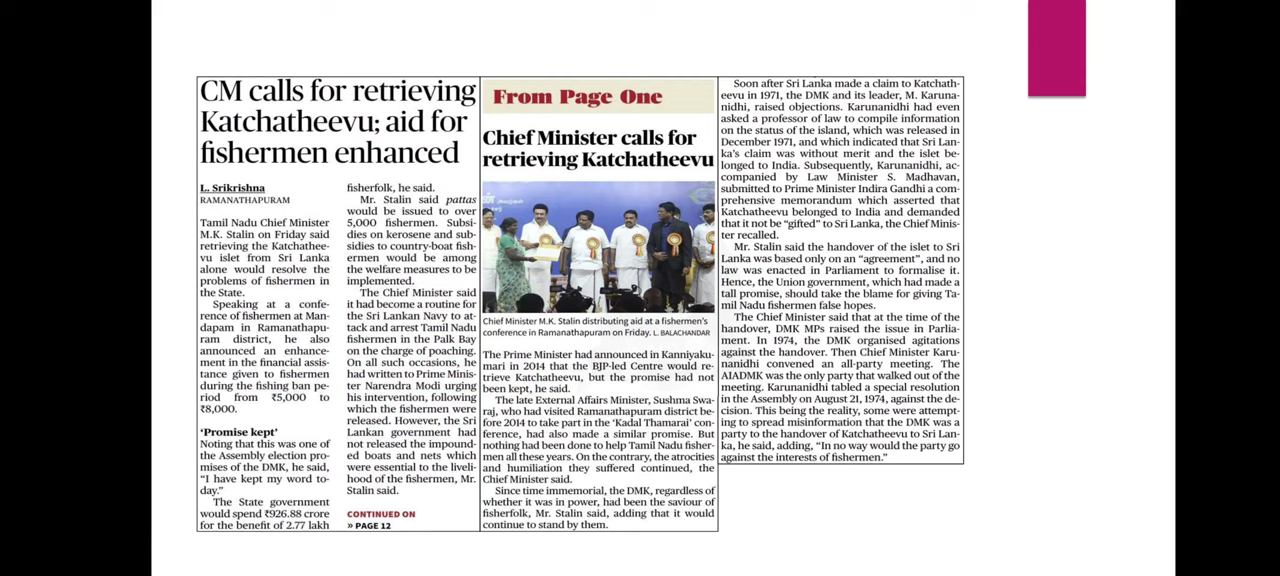 CM calls for retrieving
Katchatheevu; aid for
fishermen enhanced
L. Srikrishna
RAMANATHAPURAM
Tamil Nadu Chief Minister
M.K. Stalin on Friday said
retrieving the Katchathee-
vu islet from Sri Lanka
alone would resolve the
problems of fishermen in
the State.
Speaking at a confe-
rence of fishermen at Man-
dapam in Ramanathapu-
ram district, he also
announced an enhance-
ment in the financial assis-
tance given to fishermen
during the fishing ban pe-
riod from ₹5,000 to
₹8,000.
‘Promise kept’
Noting that this was one of
the Assembly election pro-
mises of the DMK, he said,
“I have kept my word to-
day.”
The State government
would spend ₹926.88 crore
for the benefit of 2.77 lakh
fisherfolk, he said.
Mr. Stalin said pattas
would be issued to over
5,000 fishermen. Subsi-
dies on kerosene and sub-
sidies to country-boat fish-
ermen would be among
the welfare measures to be
implemented.
The Chief Minister said
it had become a routine for
the Sri Lankan Navy to at-
tack and arrest Tamil Nadu
fishermen in the Palk Bay
on the charge of poaching.
On all such occasions, he
had written to Prime Minis-
ter Narendra Modi urging
his intervention, following
which the fishermen were
released. However, the Sri
Lankan government had
not released the impound-
ed boats and nets which
were essential to the liveli-
hood of the fishermen, Mr.
Stalin said.
CONTINUED ON
» PAGE 12
From Page One
Chief Minister calls for
retrieving Katchatheevu
Chief Minister M.K. Stalin distributing aid at a fishermen’s
conference in Ramanathapuram on Friday. L. BALACHANDAR
The Prime Minister had announced in Kanniyaku-
mari in 2014 that the BJP-led Centre would re-
trieve Katchatheevu, but the promise had not
been kept, he said.
The late External Affairs Minister, Sushma Swa-
raj, who had visited Ramanathapuram district be-
fore 2014 to take part in the ‘Kadal Thamarai’ con-
ference, had also made a similar promise. But
nothing had been done to help Tamil Nadu fisher-
men all these years. On the contrary, the atrocities
and humiliation they suffered continued, the
Chief Minister said.
Since time immemorial, the DMK, regardless of
whether it was in power, had been the saviour of
fisherfolk, Mr. Stalin said, adding that it would
continue to stand by them.
Soon after Sri Lanka made a claim to Katchath-
eevu in 1971, the DMK and its leader, M. Karuna-
nidhi, raised objections. Karunanidhi had even
asked a professor of law to compile information
on the status of the island, which was released in
December 1971, and which indicated that Sri Lan-
ka’s claim was without merit and the islet be-
longed to India. Subsequently, Karunanidhi, ac-
companied by Law Minister S. Madhavan,
submitted to Prime Minister Indira Gandhi a com-
prehensive memorandum which asserted that
Katchatheevu belonged to India and demanded
that it not be “gifted” to Sri Lanka, the Chief Minis-
ter recalled.
Mr. Stalin said the handover of the islet to Sri
Lanka was based only on an “agreement”, and no
law was enacted in Parliament to formalise it.
Hence, the Union government, which had made a
tall promise, should take the blame for giving Ta-
mil Nadu fishermen false hopes.
The Chief Minister said that at the time of the
handover, DMK MPs raised the issue in Parlia-
ment. In 1974, the DMK organised agitations
against the handover. Then Chief Minister Karu-
nanidhi convened an all-party meeting. The
AIADMK was the only party that walked out of the
meeting. Karunanidhi tabled a special resolution
in the Assembly on August 21, 1974, against the de-
cision. This being the reality, some were attempt-
ing to spread misinformation that the DMK was a
party to the handover of Katchatheevu to Sri Lan-
ka, he said, adding, “In no way would the party go
against the interests of fishermen.”